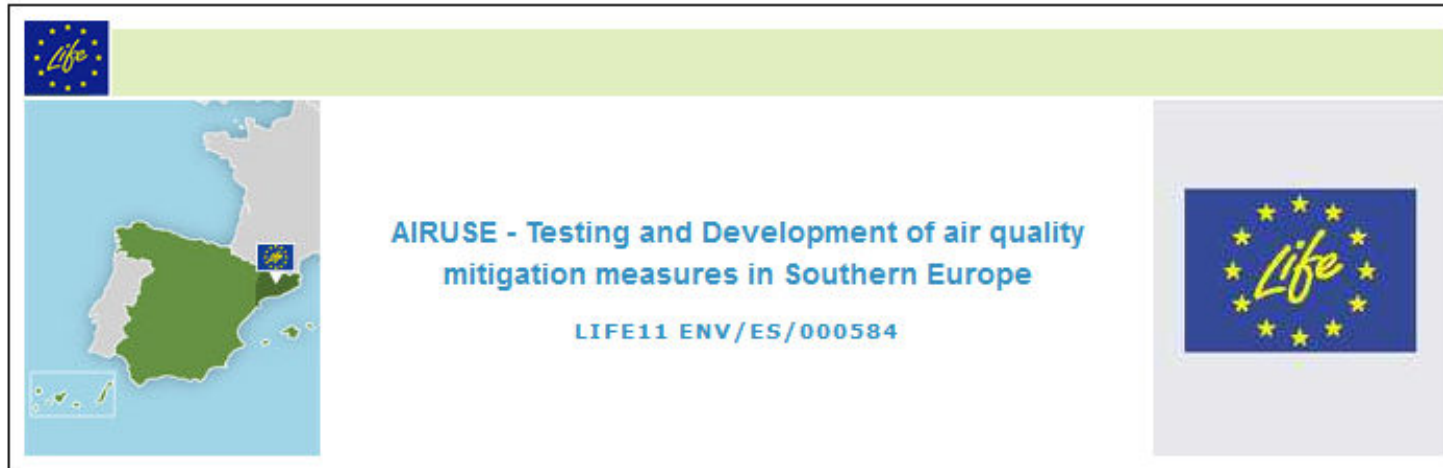 Life
AIRUSE - Testing and Development of air quality
mitigation measures in Southern Europe
LIFE11 ENV/ES/000584
Life